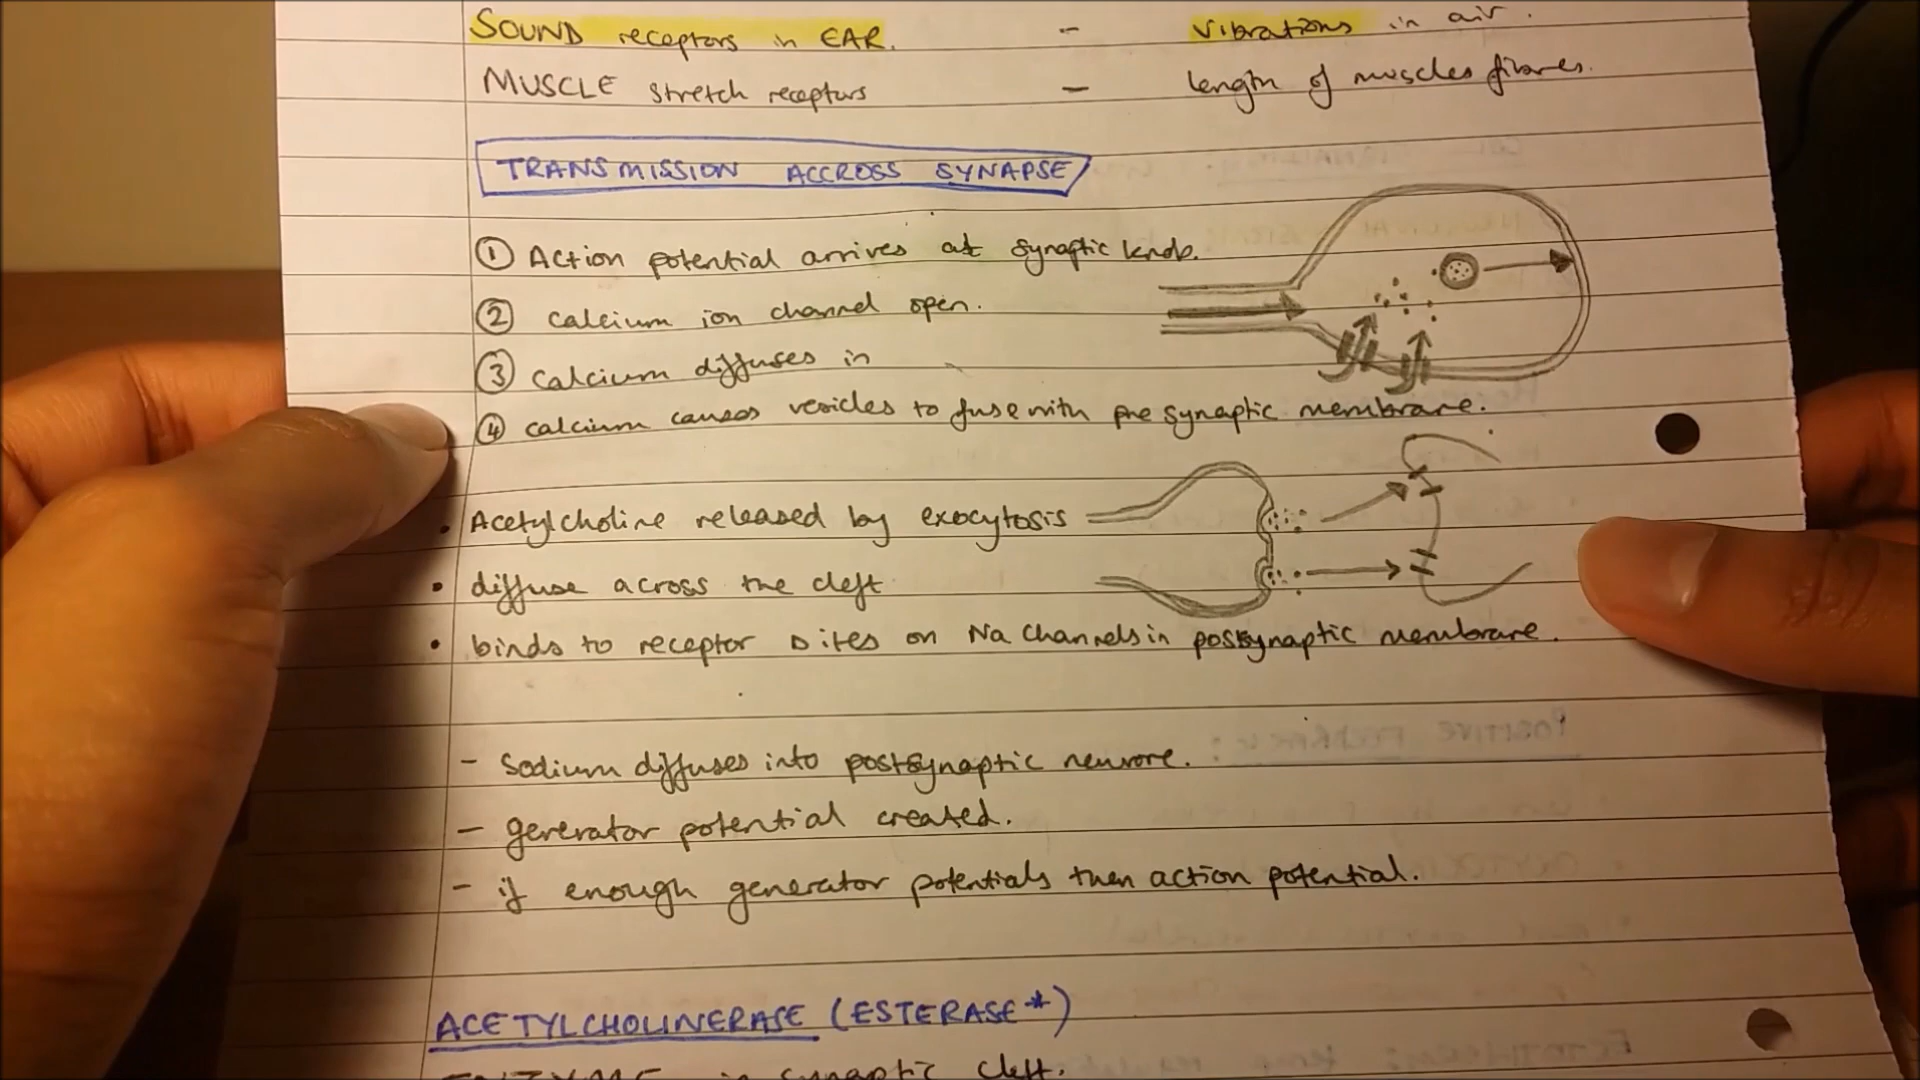 SOUND receptors in EAR. - Vibrations in air.
MUSCLE stretch receptors - length of muscles fibres.
TRANSMISSION ACCROSS SYNAPSE
① Action potential arrives at synaptic knob.
② calcium ion channel open.
③ calcium diffuses in
④ calcium causes vesicles to fuse with pre synaptic membrane.
• Acetylcholine released by exocytosis
• diffuse across the cleft
• binds to receptor sites on Na channels in postsynaptic membrane.
- Sodium diffuses into postsynaptic neurone.
- generator potential created.
- if enough generator potentials then action potential.
ACETYLCHOLINERASE (ESTERASE*)
ENZYME in synaptic cleft.